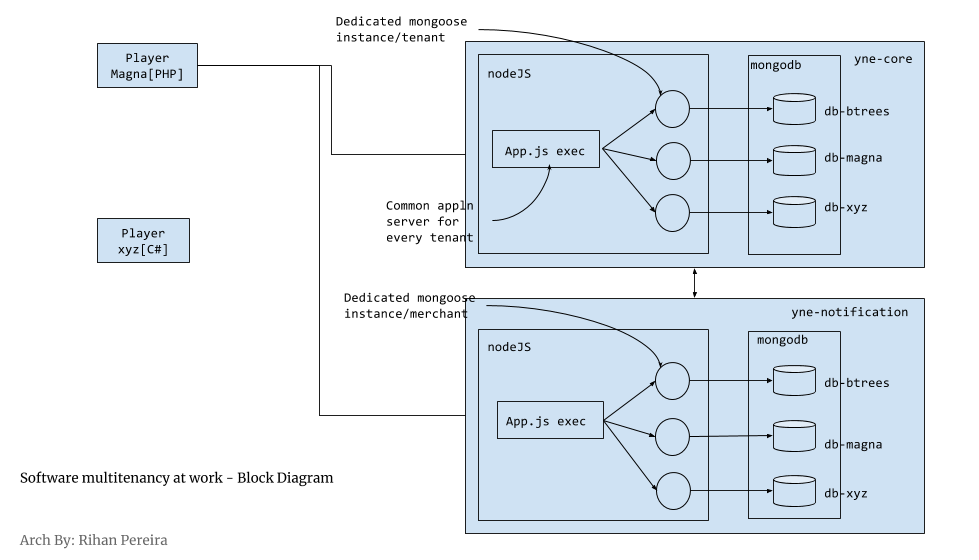 Dedicated mongoose
instance/tenant
Player
Magna[PHP]
yne-core
nodeJS
mongodb
db-btrees
App.js exec
db-magna
Common appln
server for
every tenant
db-xyz
Player
xyz[C#]
Dedicated mongoose
instance/merchant
yne-notification
nodeJS
mongodb
db-btrees
App.js exec
db-magna
db-xyz
Software multitenancy at work - Block Diagram
Arch By: Rihan Pereira